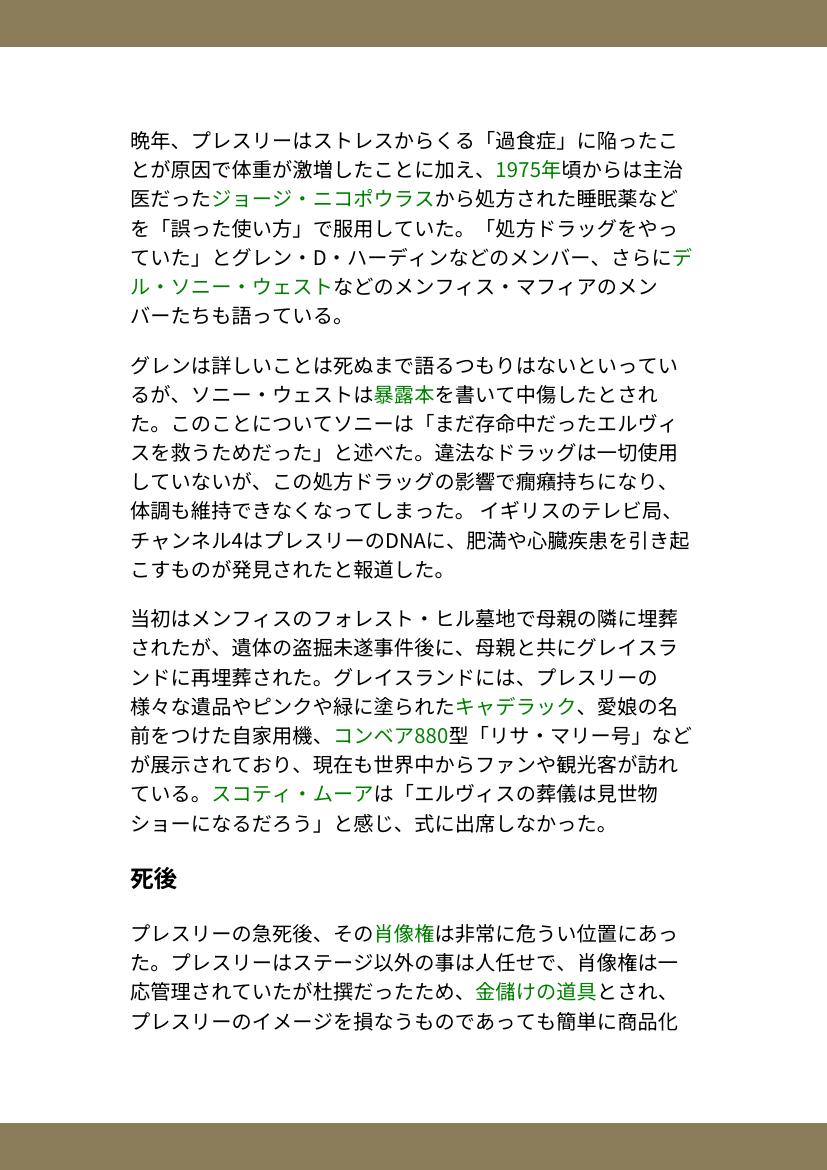 晩年、プレスリーはストレスからくる「過食症」に陥ったこ
とが原因で体重が激増したことに加え、1975年頃からは主治
医だったジョージ・ニコポウラスから処方された睡眠薬など
を「誤った使い方」で服用していた。「処方ドラッグをやっ
ていた」とグレン・D・ハーディンなどのメンバー、さらにデ
ル・ソニー・ウェストなどのメンフィス・マフィアのメン
バーたちも語っている。
グレンは詳しいことは死ぬまで語るつもりはないといってい
るが、ソニー・ウェストは暴露本を書いて中傷したとされ
た。このことについてソニーは「まだ存命中だったエルヴィ
スを救うためだった」と述べた。違法なドラッグは一切使用
していないが、この処方ドラッグの影響で癇癪持ちになり、
体調も維持できなくなってしまった。 イギリスのテレビ局、
チャンネル4はプレスリーのDNAに、肥満や心臓疾患を引き起
こすものが発見されたと報道した。
当初はメンフィスのフォレスト・ヒル墓地で母親の隣に埋葬
されたが、遺体の盗掘未遂事件後に、母親と共にグレイスラ
ンドに再埋葬された。グレイスランドには、プレスリーの
様々な遺品やピンクや緑に塗られたキャデラック、愛娘の名
前をつけた自家用機、コンベア880型「リサ・マリー号」など
が展示されており、現在も世界中からファンや観光客が訪れ
ている。スコティ・ムーアは「エルヴィスの葬儀は見世物
ショーになるだろう」と感じ、式に出席しなかった。
死後
プレスリーの急死後、その肖像権は非常に危うい位置にあっ
た。プレスリーはステージ以外の事は人任せで、肖像権は一
応管理されていたが杜撰だったため、金儲けの道具とされ、
プレスリーのイメージを損なうものであっても簡単に商品化